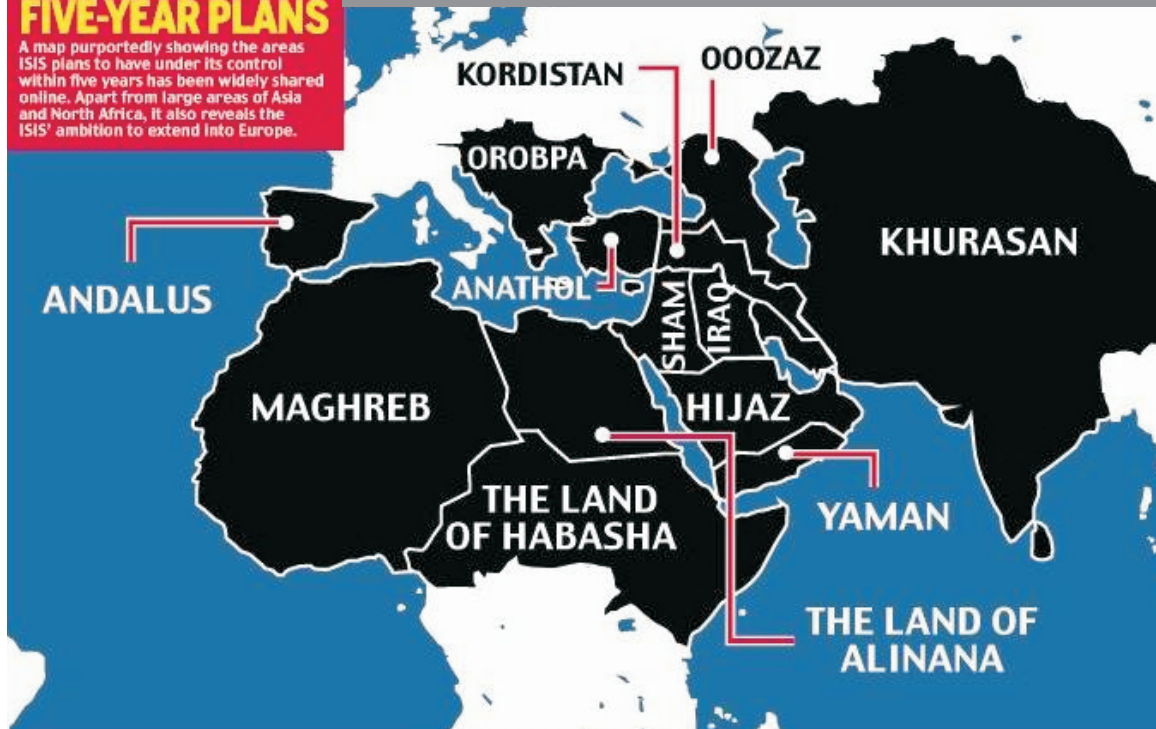 FIVE-YEAR PLANS
A map purportedly showing the areas
ISIS plans to have under its control
within five years has been widely shared
online. Apart from large areas of Asia
and North Africa, it also reveals the
ISIS' ambition to extend into Europe.
KORDISTAN
OOOZAZ
OROBPA
ANDALUS
ANATHOL
SHAM
IRAQ
KHURASAN
MAGHREB
HIJAZ
THE LAND
OF HABASHA
YAMAN
THE LAND OF
ALINANA